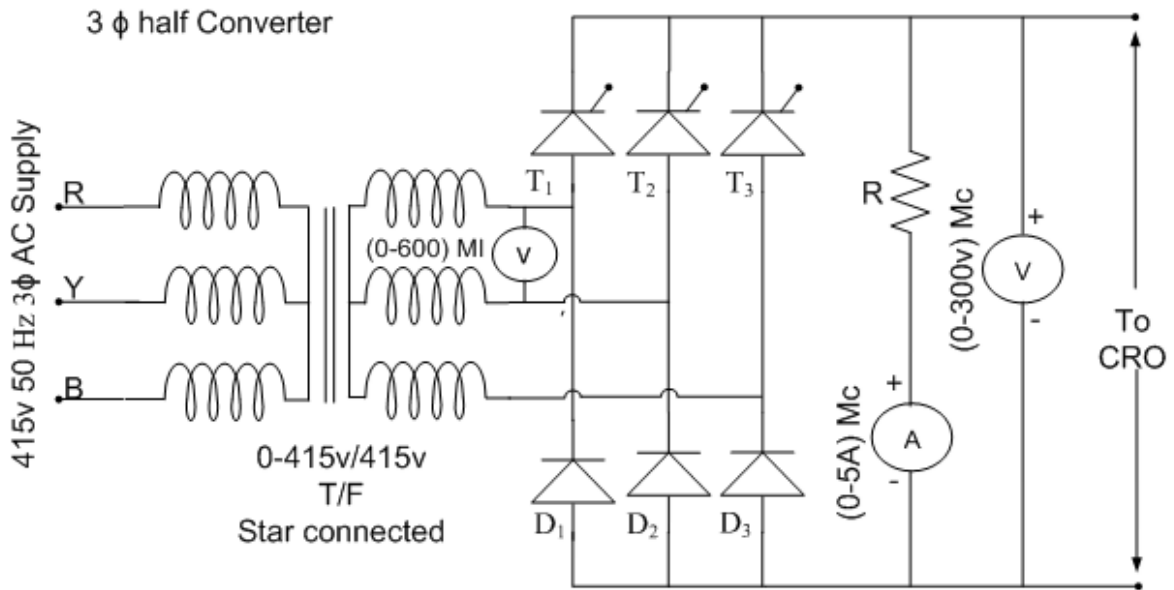 3 ϕ half Converter
415v 50 Hz 3ϕ AC Supply
R
Y
B
(0-600) MI
v
0-415v/415v
T/F
Star connected
T₁
T₂
T₃
D₁
D₂
D₃
R
(0-5A) Mc
+
A
-
(0-300v) Mc
+
V
-
To
CRO